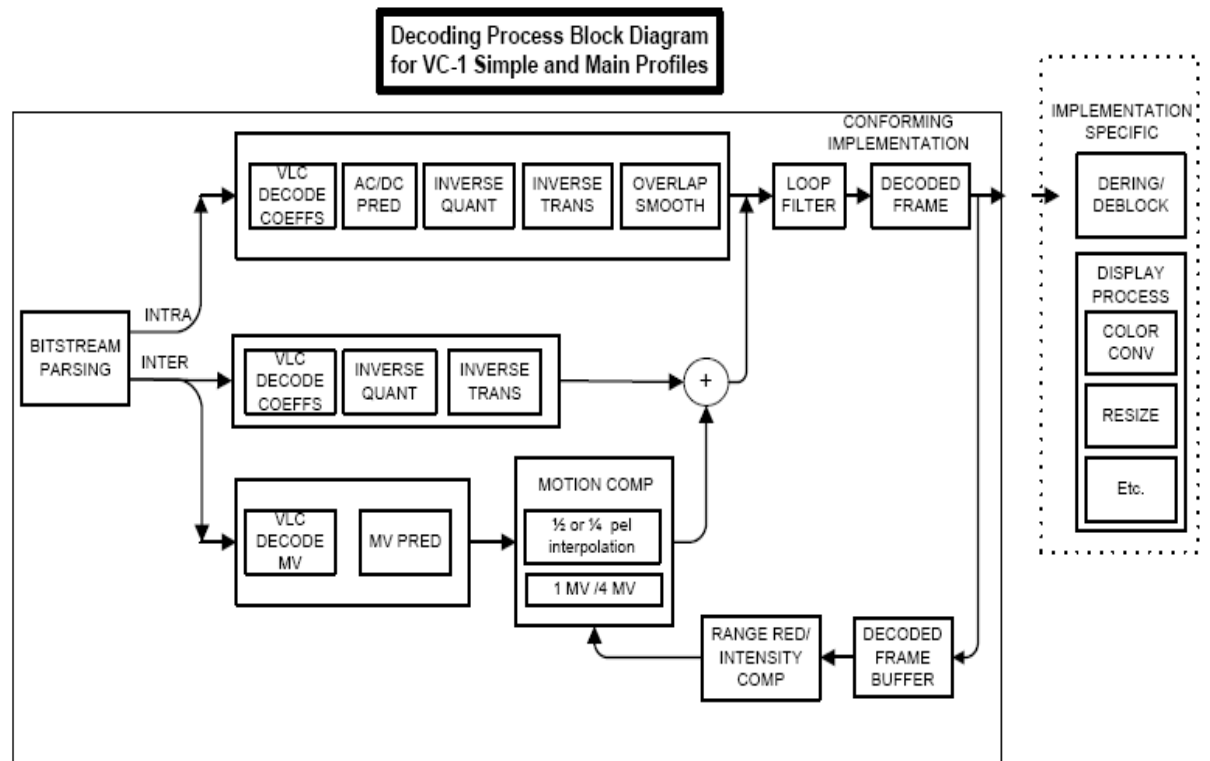 Decoding Process Block Diagram
for VC-1 Simple and Main Profiles
CONFORMING
IMPLEMENTATION
IMPLEMENTATION
SPECIFIC
VLC
DECODE
COEFFS
AC/DC
PRED
INVERSE
QUANT
INVERSE
TRANS
OVERLAP
SMOOTH
LOOP
FILTER
DECODED
FRAME
DERING/
DEBLOCK
DISPLAY
PROCESS
COLOR
CONV
RESIZE
Etc.
BITSTREAM
PARSING
INTRA
INTER
VLC
DECODE
COEFFS
INVERSE
QUANT
INVERSE
TRANS
+
VLC
DECODE
MV
MV PRED
MOTION COMP
½ or ¼ pel
interpolation
1 MV /4 MV
RANGE RED/
INTENSITY
COMP
DECODED
FRAME
BUFFER